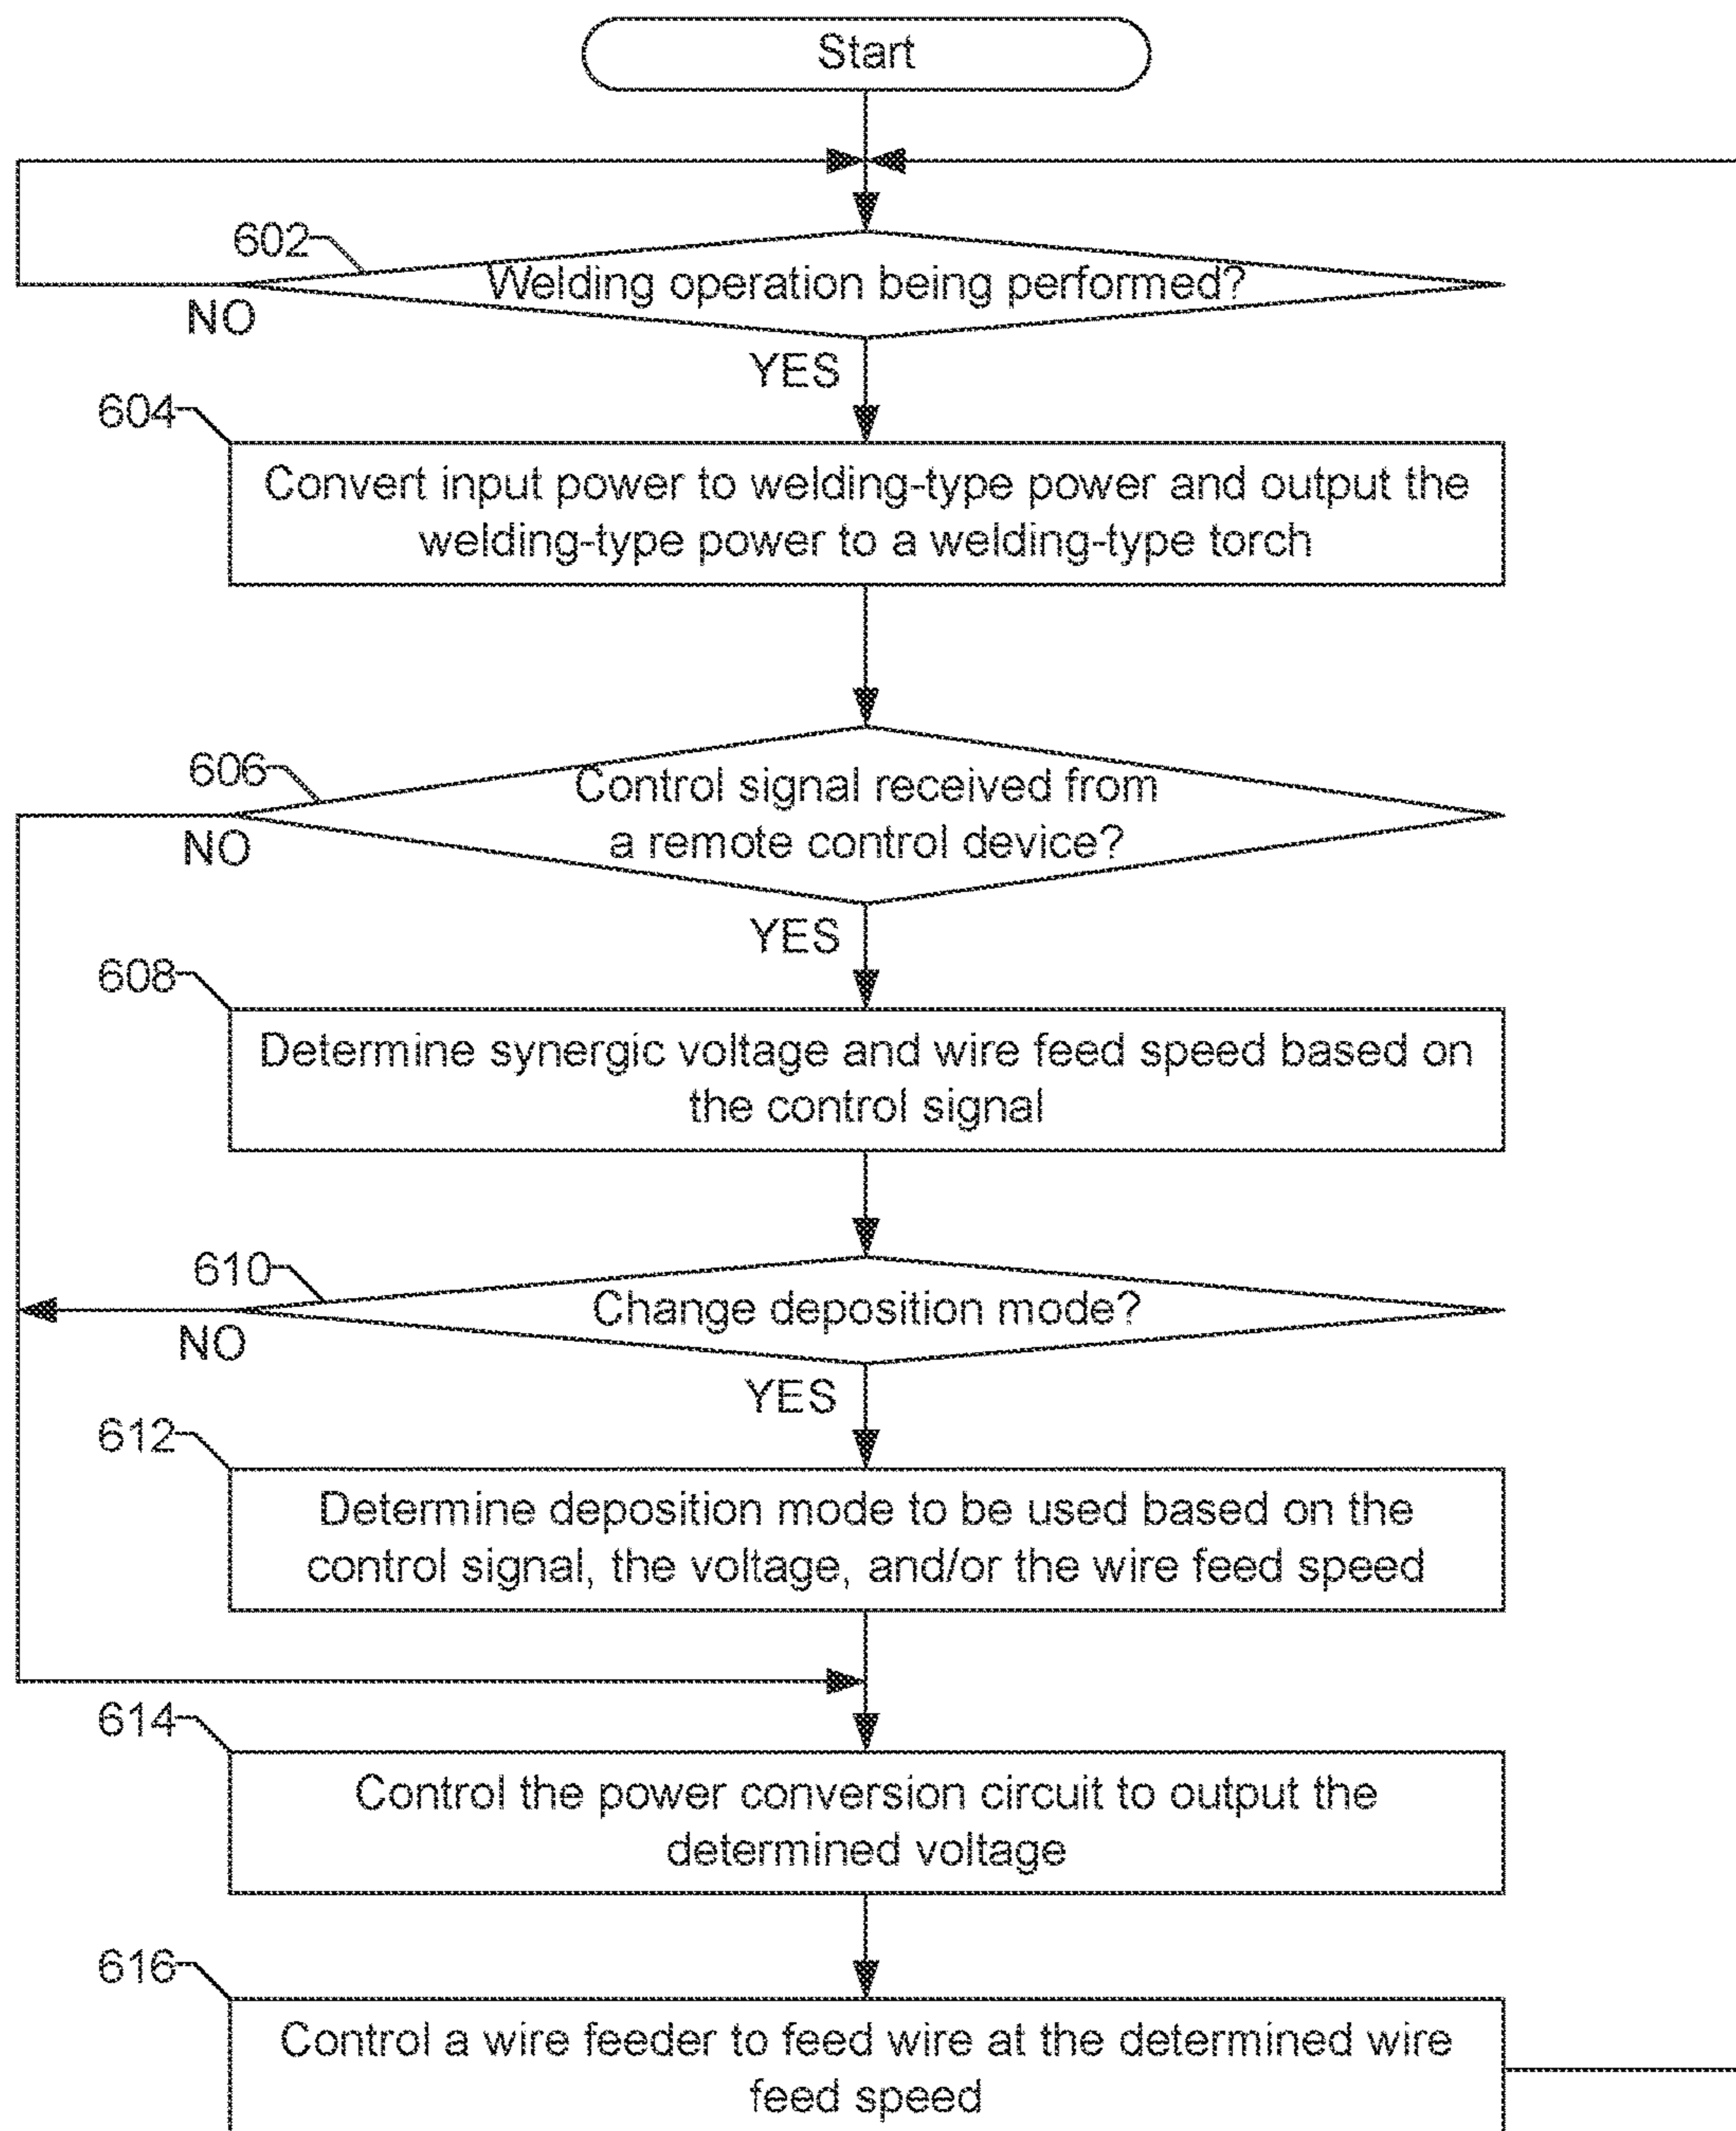 Start
602
Welding operation being performed?
NO
YES
604
Convert input power to welding-type power and output the
welding-type power to a welding-type torch
606
Control signal received from
a remote control device?
NO
YES
608
Determine synergic voltage and wire feed speed based on
the control signal
610
Change deposition mode?
NO
YES
612
Determine deposition mode to be used based on the
control signal, the voltage, and/or the wire feed speed
614
Control the power conversion circuit to output the
determined voltage
616
Control a wire feeder to feed wire at the determined wire
feed speed